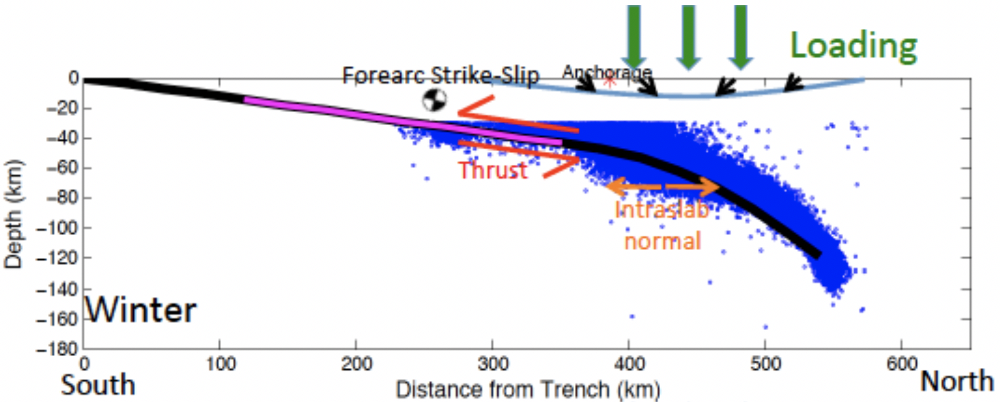 Loading
Forearc Strike-Slip
Anchorage
0
−20
−40
−60
−80
−100
−120
−140
−160
−180
Depth (km)
Thrust
Intraslab
normal
Winter
0 100 200 300 400 500 600
South
Distance from Trench (km)
North